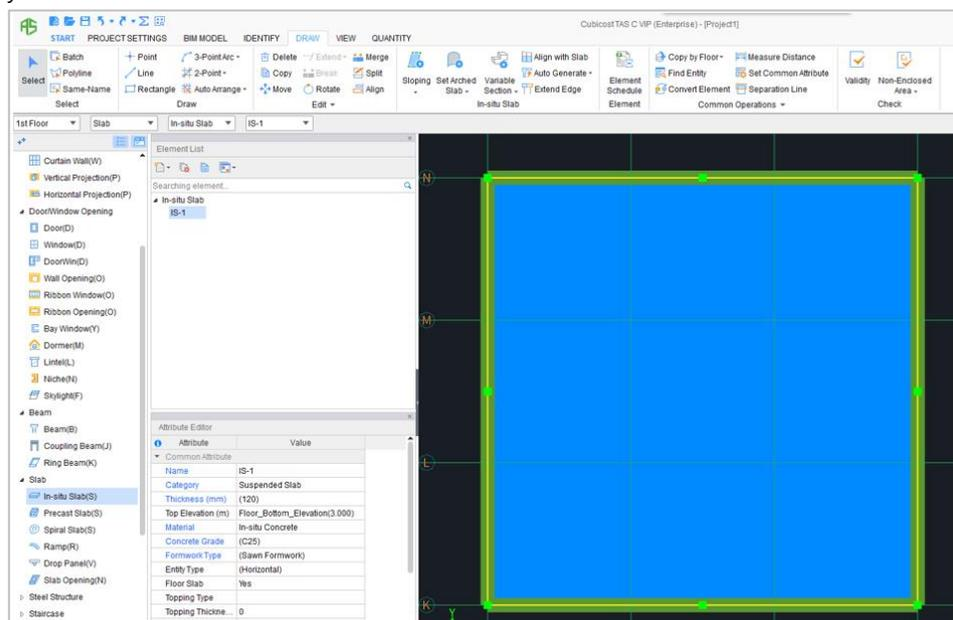 y
AS
Cubicost TAS C VIP (Enterprise) - [Project1]
START PROJECT SETTINGS BIM MODEL IDENTIFY DRAW VIEW QUANTITY
Select
Batch
Polyline
Same-Name
Select
Point
Line
Rectangle
3-Point Arc
2-Point
Auto Arrange
Draw
Delete
Copy
Move
Extend
Break
Rotate
Merge
Split
Align
Edit
Sloping
Set Arched Slab
Variable Section
Align with Slab
Auto Generate
Extend Edge
In-situ Slab
Element Schedule
Element
Copy by Floor
Find Entity
Convert Element
Measure Distance
Set Common Attribute
Separation Line
Common Operations
Validity
Non-Enclosed Area
Check
1st Floor Slab In-situ Slab IS-1
Curtain Wall(W)
Vertical Projection(P)
Horizontal Projection(P)
Door/Window Opening
Door(D)
Window(D)
DoorWin(D)
Wall Opening(O)
Ribbon Window(O)
Ribbon Opening(O)
Bay Window(Y)
Dormer(M)
Lintel(L)
Niche(N)
Skylight(F)
Beam
Beam(B)
Coupling Beam(J)
Ring Beam(K)
Slab
In-situ Slab(S)
Precast Slab(S)
Spiral Slab(S)
Ramp(R)
Drop Panel(V)
Slab Opening(N)
Steel Structure
Staircase
Element List
Searching element...
In-situ Slab
IS-1
Attribute Editor
Attribute Value
Common Attribute
Name IS-1
Category Suspended Slab
Thickness (mm) (120)
Top Elevation (m) Floor_Bottom_Elevation(3.000)
Material In-situ Concrete
Concrete Grade (C25)
Formwork Type (Sawn Formwork)
Entity Type (Horizontal)
Floor Slab Yes
Topping Type
Topping Thickne... 0
N
M
L
K
Y